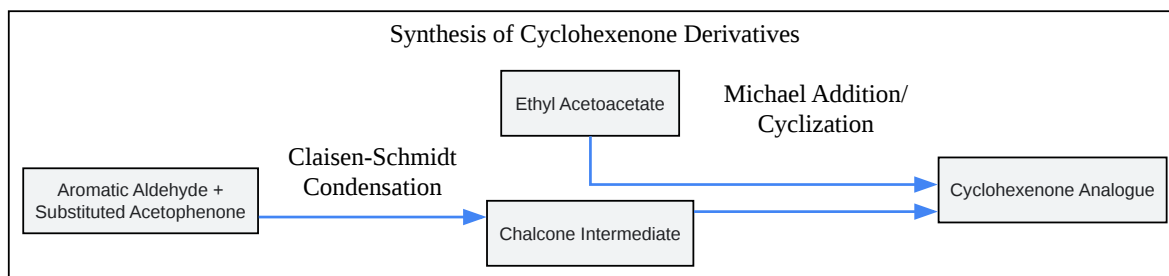 Synthesis of Cyclohexenone Derivatives
Ethyl Acetoacetate
Michael Addition/
Cyclization
Claisen-Schmidt
Condensation
Aromatic Aldehyde +
Substituted Acetophenone
Chalcone Intermediate
Cyclohexenone Analogue